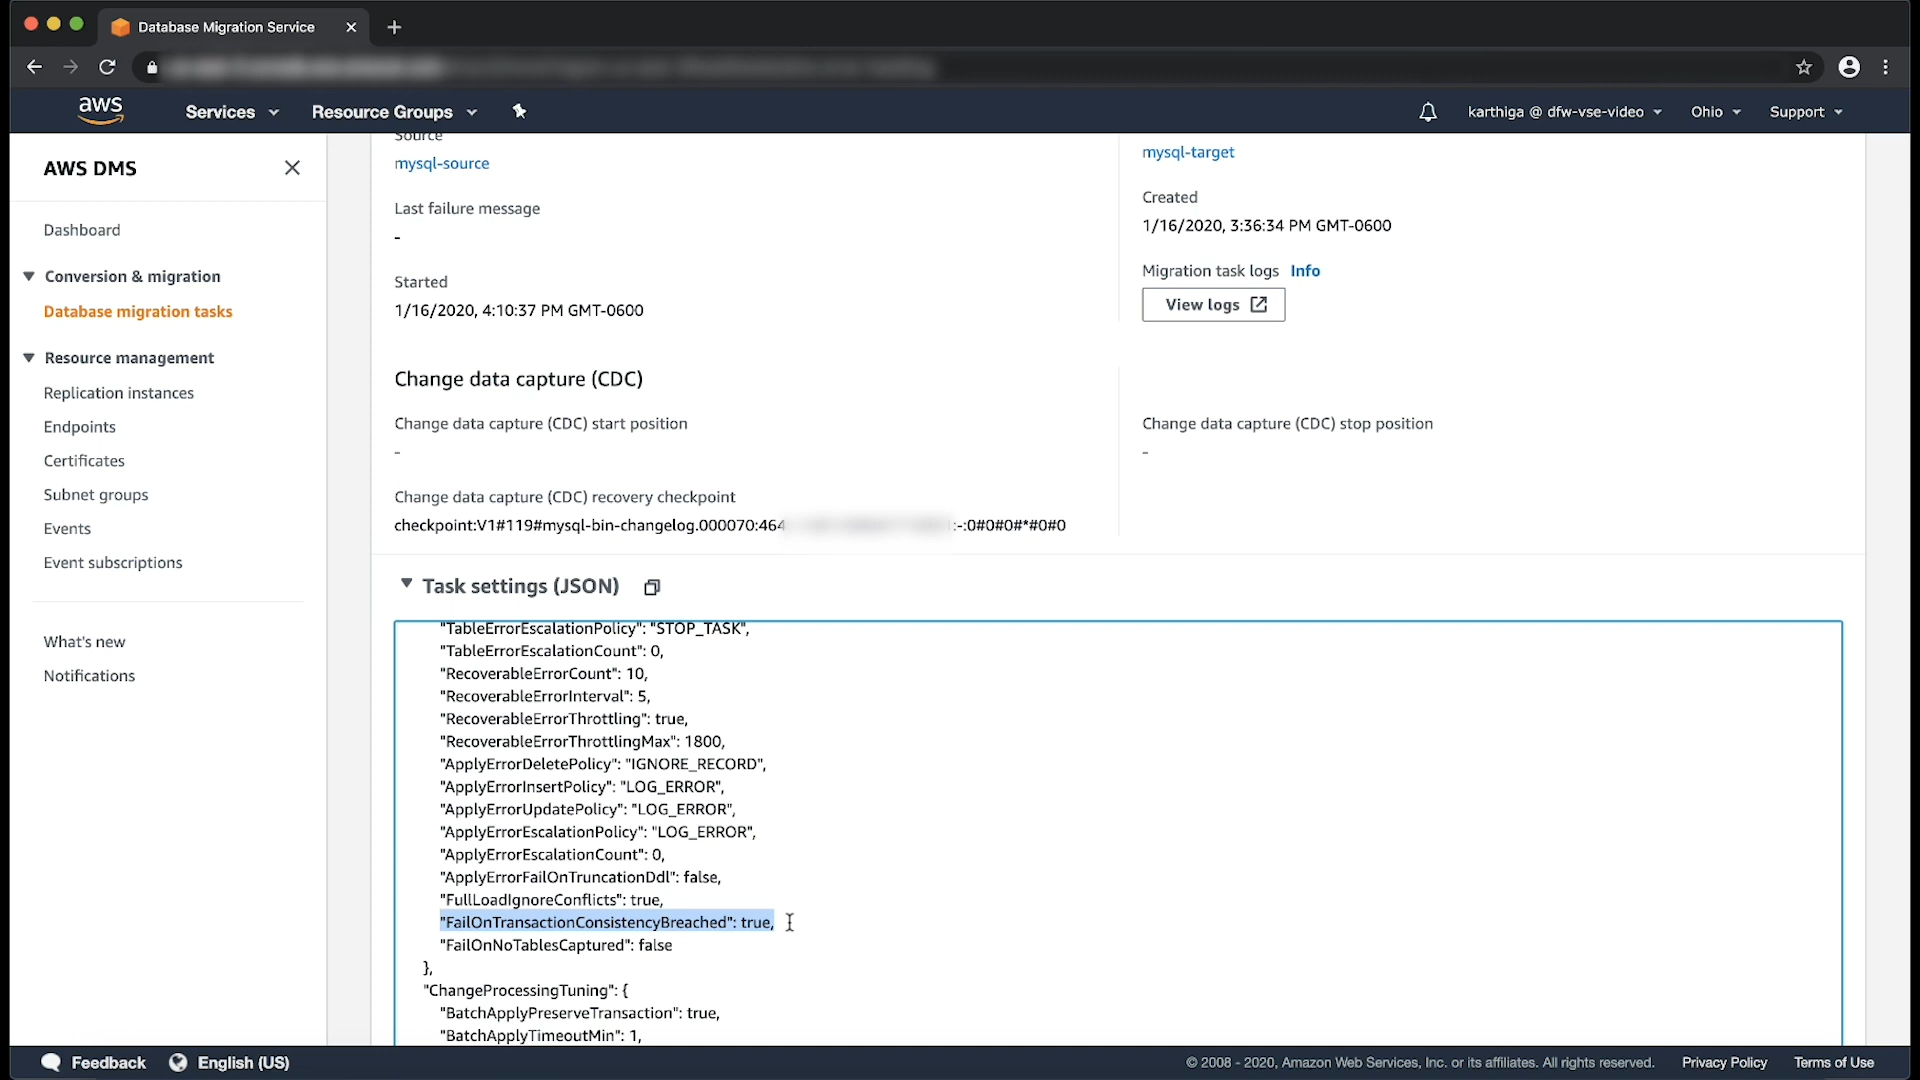 Database Migration Service
aws
Services
Resource Groups
karthiga @ dfw-vse-video
Ohio
Support
AWS DMS
Dashboard
Conversion & migration
Database migration tasks
Resource management
Replication instances
Endpoints
Certificates
Subnet groups
Events
Event subscriptions
What's new
Notifications
Source
mysql-source
Last failure message
-
Started
1/16/2020, 4:10:37 PM GMT-0600
mysql-target
Created
1/16/2020, 3:36:34 PM GMT-0600
Migration task logs Info
View logs
Change data capture (CDC)
Change data capture (CDC) start position
-
Change data capture (CDC) stop position
-
Change data capture (CDC) recovery checkpoint
checkpoint:V1#119#mysql-bin-changelog.000070:464 :-:0#0#0#*#0#0
Task settings (JSON)
"TableErrorEscalationPolicy": "STOP_TASK",
"TableErrorEscalationCount": 0,
"RecoverableErrorCount": 10,
"RecoverableErrorInterval": 5,
"RecoverableErrorThrottling": true,
"RecoverableErrorThrottlingMax": 1800,
"ApplyErrorDeletePolicy": "IGNORE_RECORD",
"ApplyErrorInsertPolicy": "LOG_ERROR",
"ApplyErrorUpdatePolicy": "LOG_ERROR",
"ApplyErrorEscalationPolicy": "LOG_ERROR",
"ApplyErrorEscalationCount": 0,
"ApplyErrorFailOnTruncationDdl": false,
"FullLoadIgnoreConflicts": true,
"FailOnTransactionConsistencyBreached": true,
"FailOnNoTablesCaptured": false
},
"ChangeProcessingTuning": {
"BatchApplyPreserveTransaction": true,
"BatchApplyTimeoutMin": 1,
Feedback
English (US)
© 2008 - 2020, Amazon Web Services, Inc. or its affiliates. All rights reserved.
Privacy Policy
Terms of Use